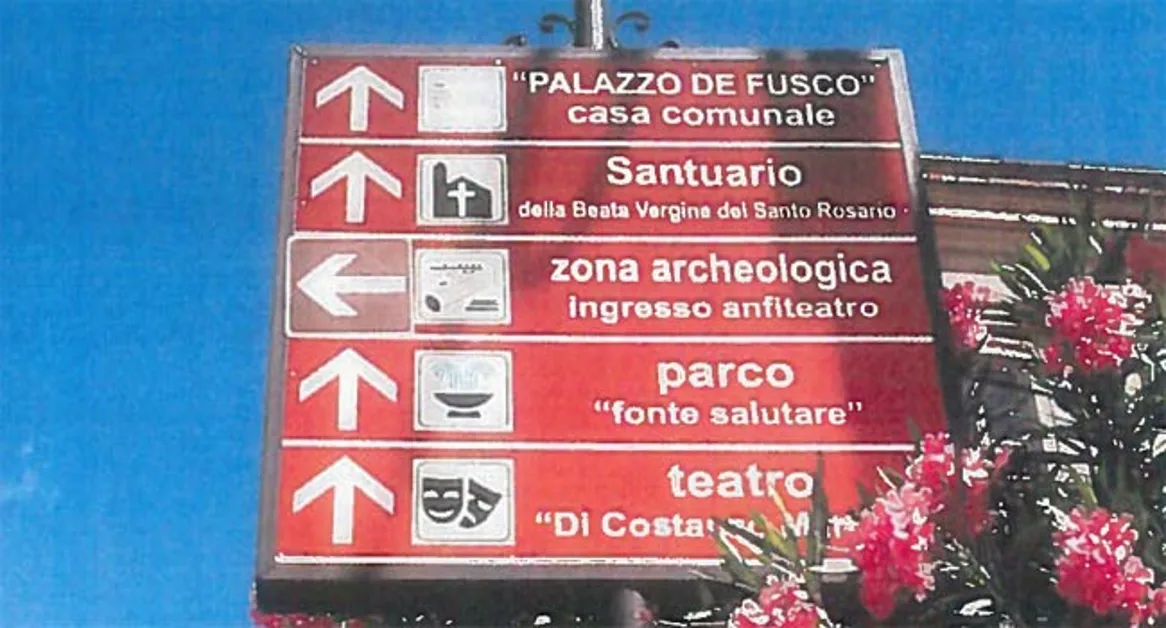 "PALAZZO DE FUSCO"
casa comunale
Santuario
della Beata Vergine del Santo Rosario
zona archeologica
ingresso anfiteatro
parco
"fonte salutare"
teatro
"Di